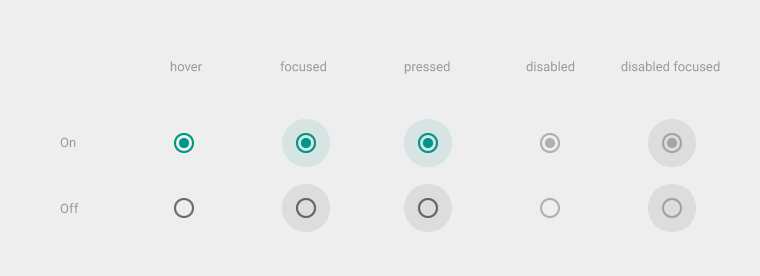 hover focused pressed disabled disabled focused
On
Off